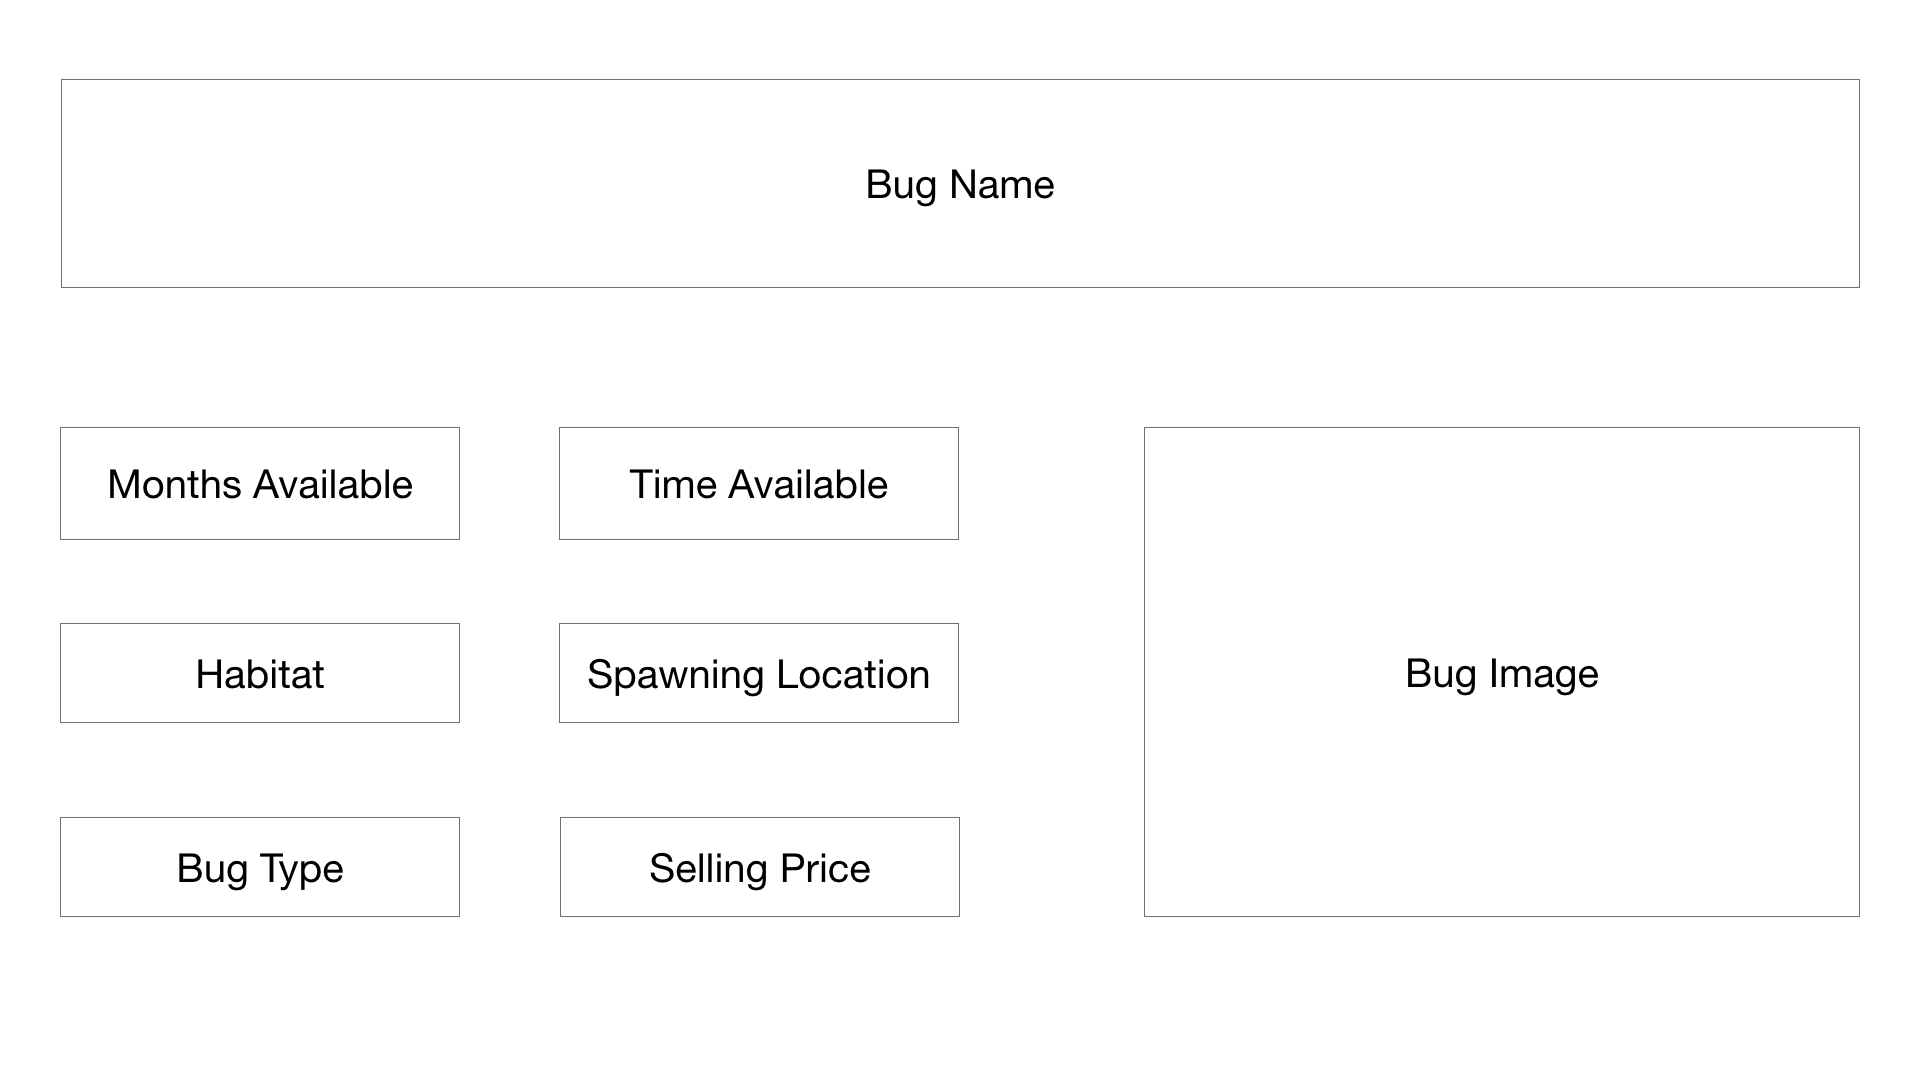 Bug Name
Months Available
Time Available
Habitat
Spawning Location
Bug Type
Selling Price
Bug Image